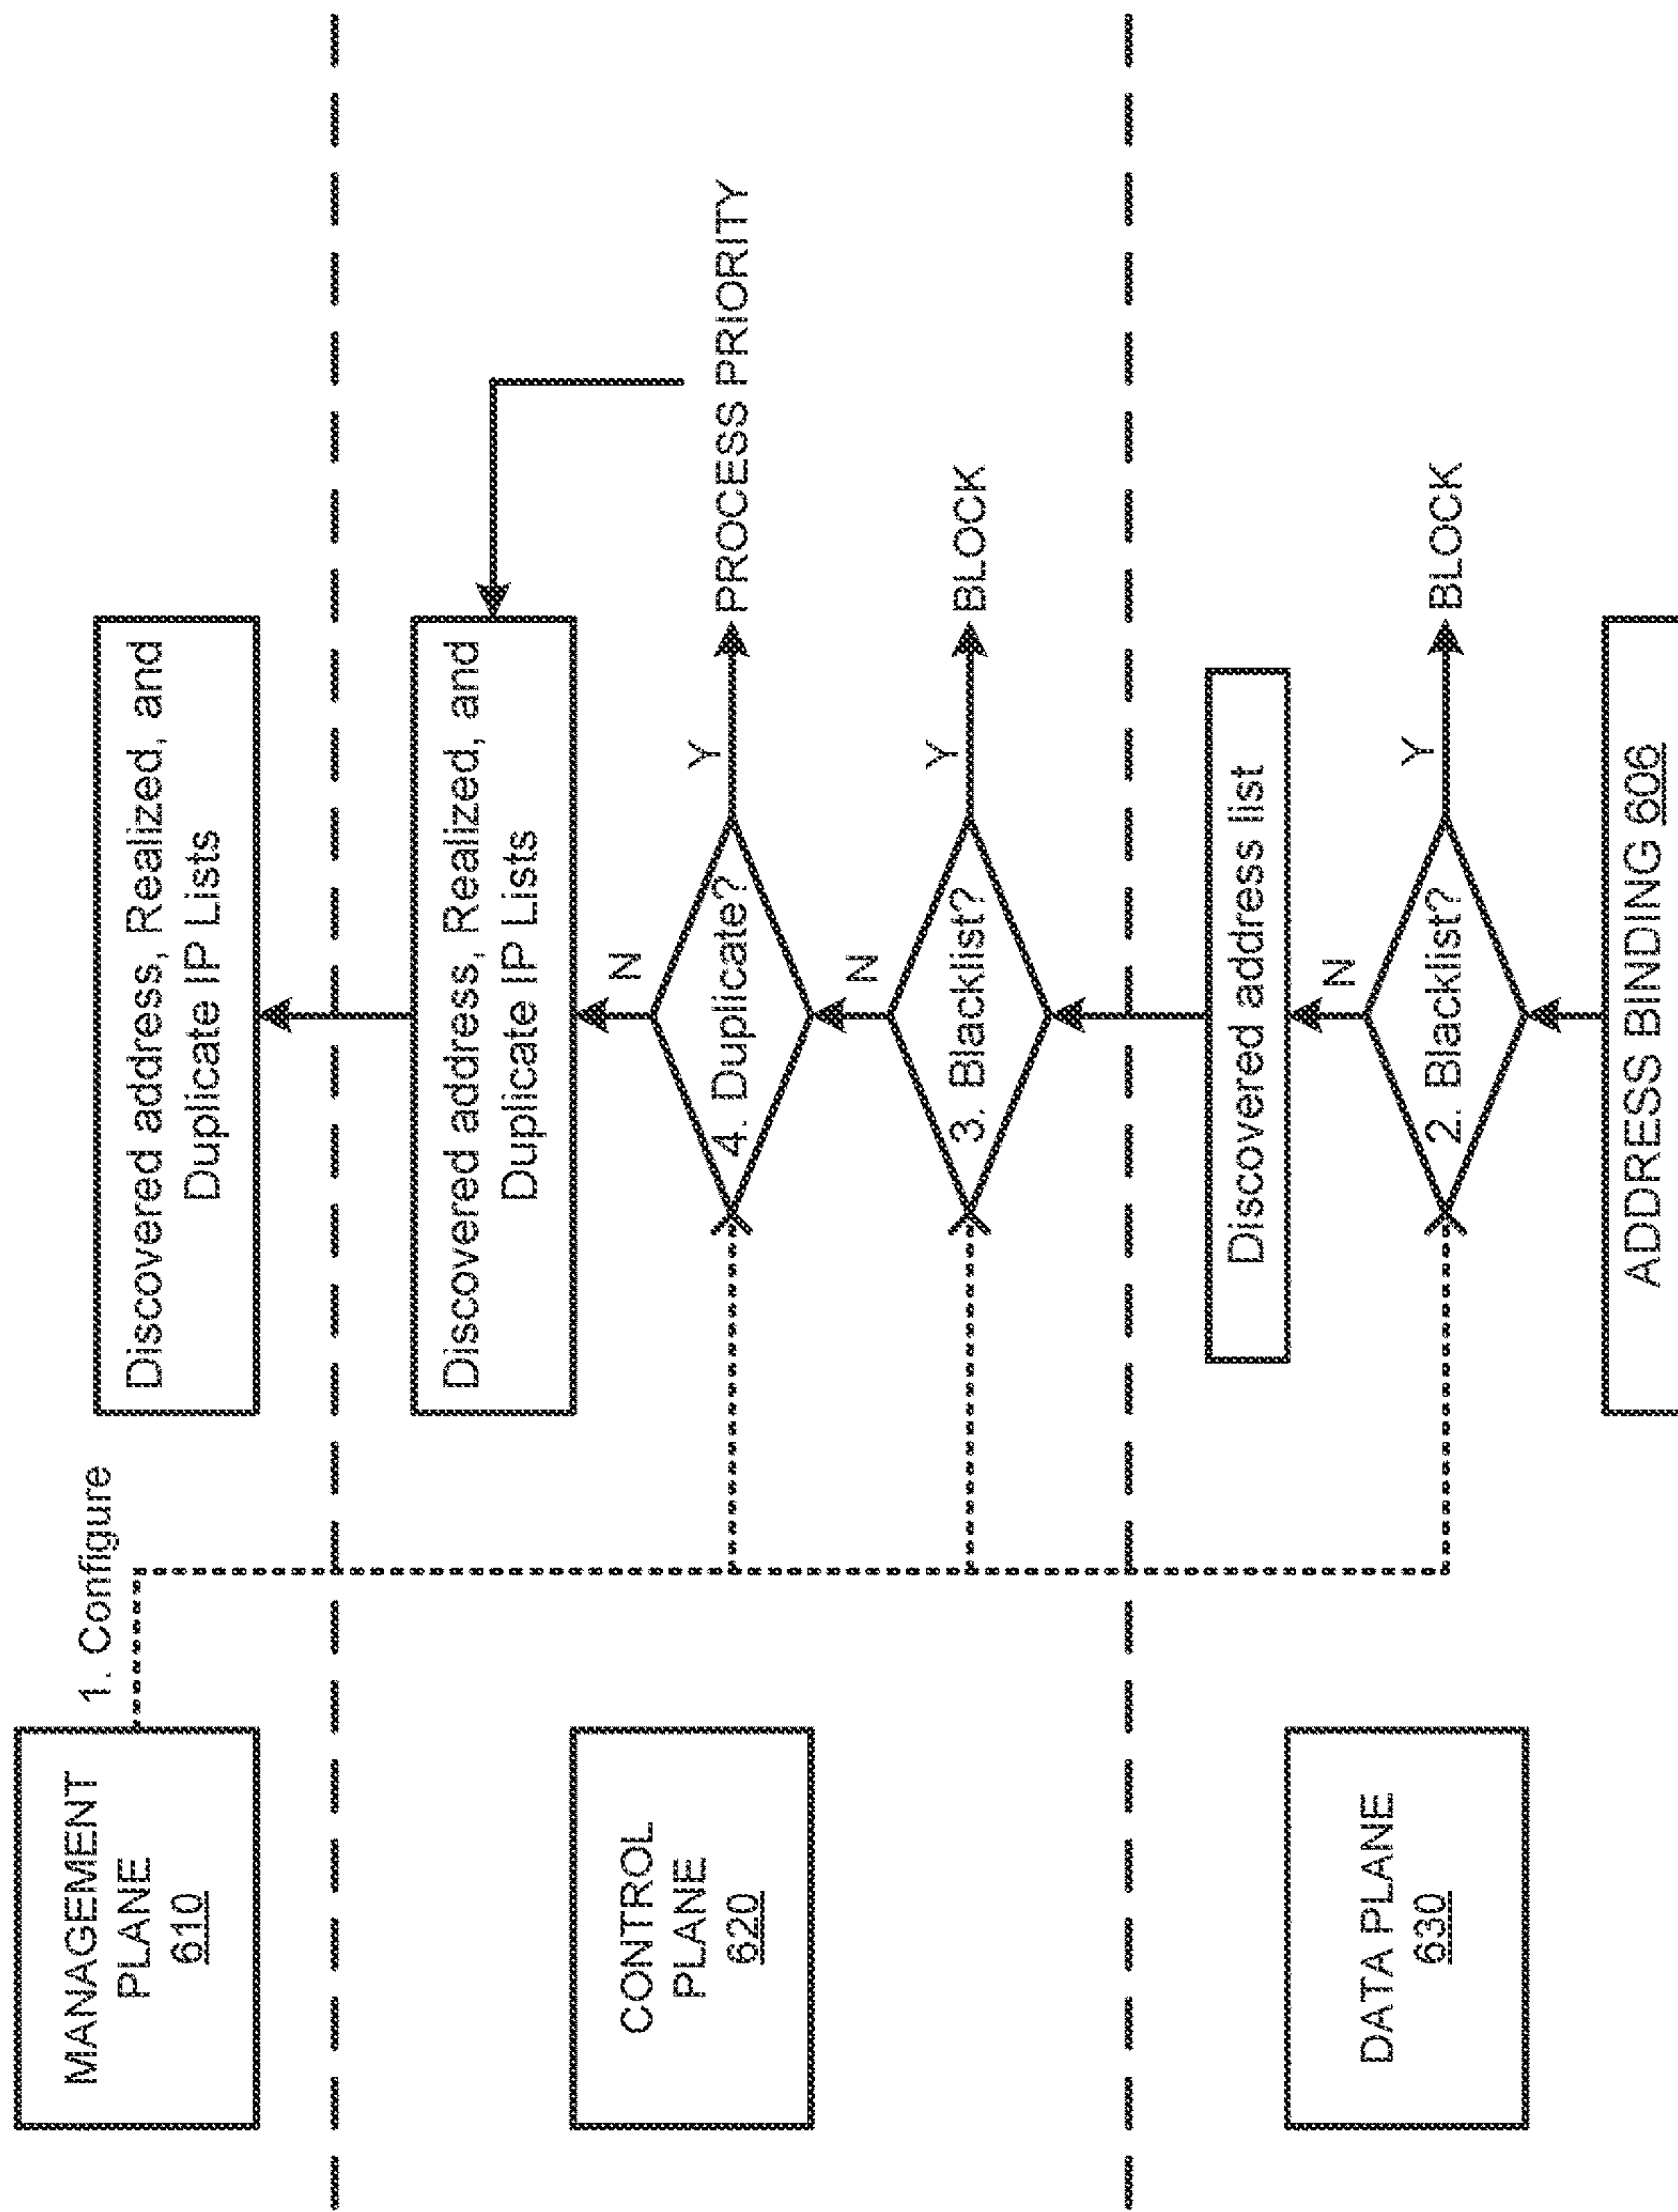 MANAGEMENT
PLANE
610
1. Configure
Discovered address, Realized, and
Duplicate IP Lists
CONTROL
PLANE
620
Discovered address, Realized, and
Duplicate IP Lists
N
4. Duplicate?
Y
PROCESS PRIORITY
N
3. Blacklist?
Y
BLOCK
DATA PLANE
630
Discovered address list
N
2. Blacklist?
Y
BLOCK
ADDRESS BINDING 606